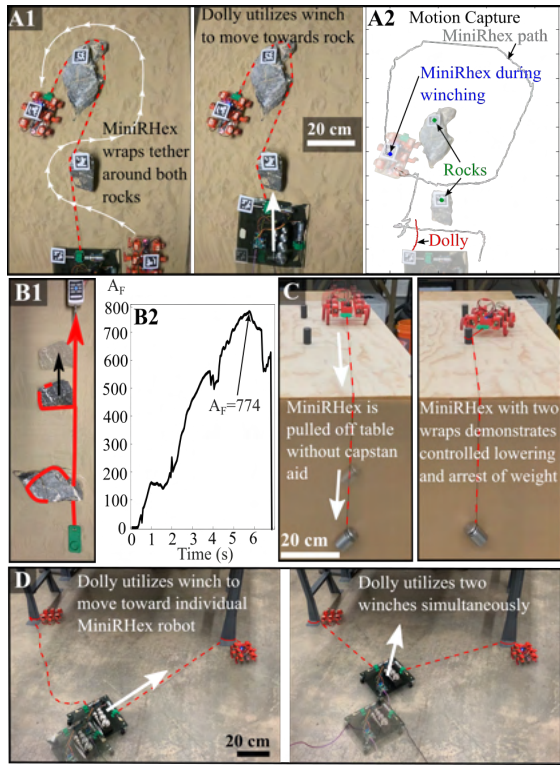 A1
MiniRHex
wraps tether
around both
rocks
Dolly utilizes winch
to move towards rock
20 cm
A2
Motion Capture
MiniRhex path
MiniRhex during
winching
Rocks
Dolly
B1
B2
A_F
800
700
600
500
400
300
200
100
0
A_F=774
0 1 2 3 4 5 6
Time (s)
C
MiniRHex is
pulled off table
without capstan
aid
20 cm
MiniRHex with two
wraps demonstrates
controlled lowering
and arrest of weight
D
Dolly utilizes winch to
move toward individual
MiniRHex robot
20 cm
Dolly utilizes two
winches simultaneously